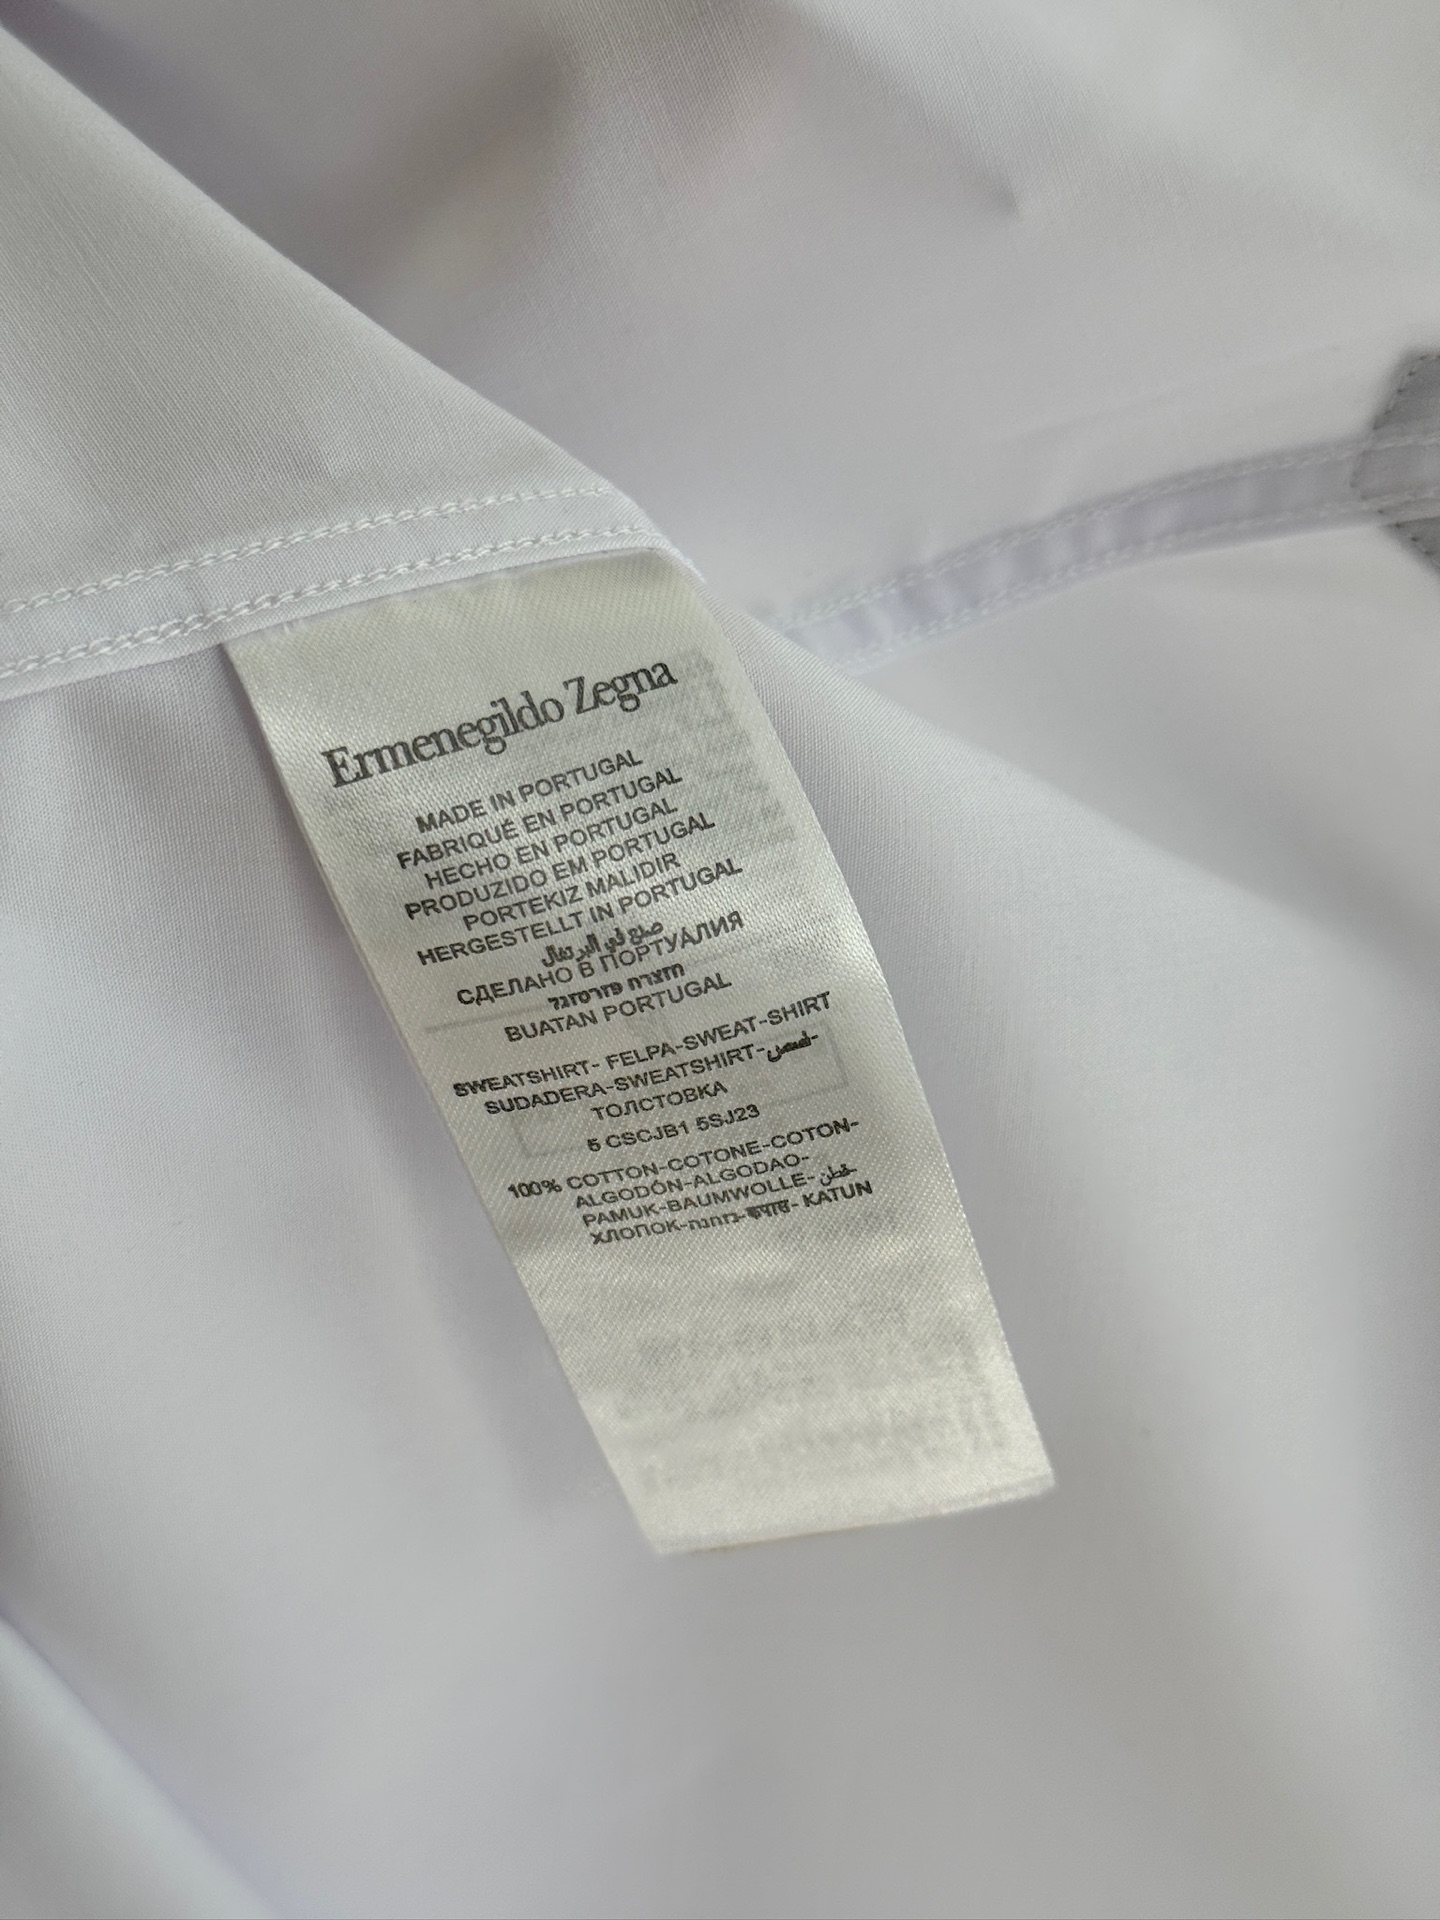 Ermenegildo Zegna
MADE IN PORTUGAL
FABRIQUÉ EN PORTUGAL
HECHO EN PORTUGAL
PRODUZIDO EM PORTUGAL
PORTEKIZ MALIDIR
HERGESTELLT IN PORTUGAL
صنع في البرتغال
СДЕЛАНО В ПОРТУАЛИЯ
BUATAN PORTUGAL
SWEATSHIRT- FELPA-SWEAT-SHIRT
SUDADERA-SWEATSHIRT-
ТОЛСТОВКА
5 CSCJB1 5SJ23
100% COTTON-COTONE-COTON-
ALGODÓN-ALGODAO-
PAMUK-BAUMWOLLE-قطن-
ХЛОПОК- - - KATUN